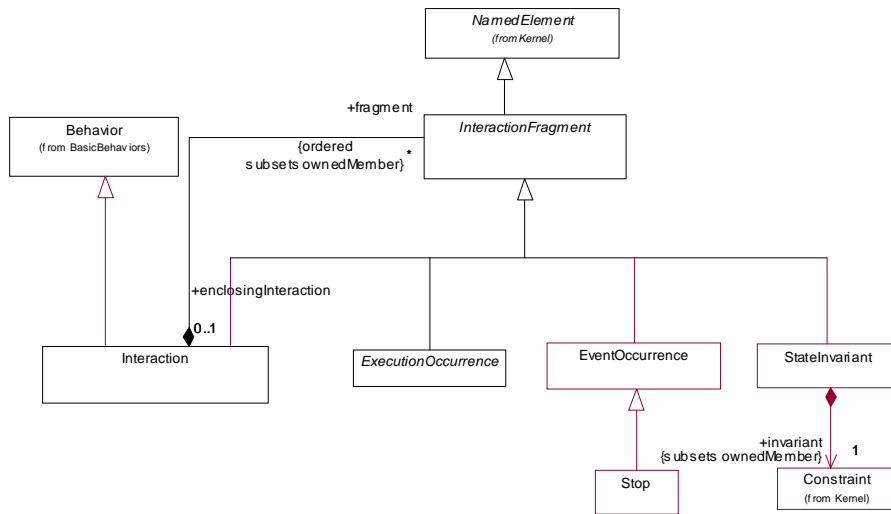 NamedElement
(from Kernel)
+fragment
Behavior
(from BasicBehaviors)
InteractionFragment
{ordered
subsets ownedMember}
*
+enclosingInteraction
0..1
Interaction
ExecutionOccurrence
EventOccurrence
StateInvariant
+invariant
{subsets ownedMember}
1
Stop
Constraint
(from Kernel)